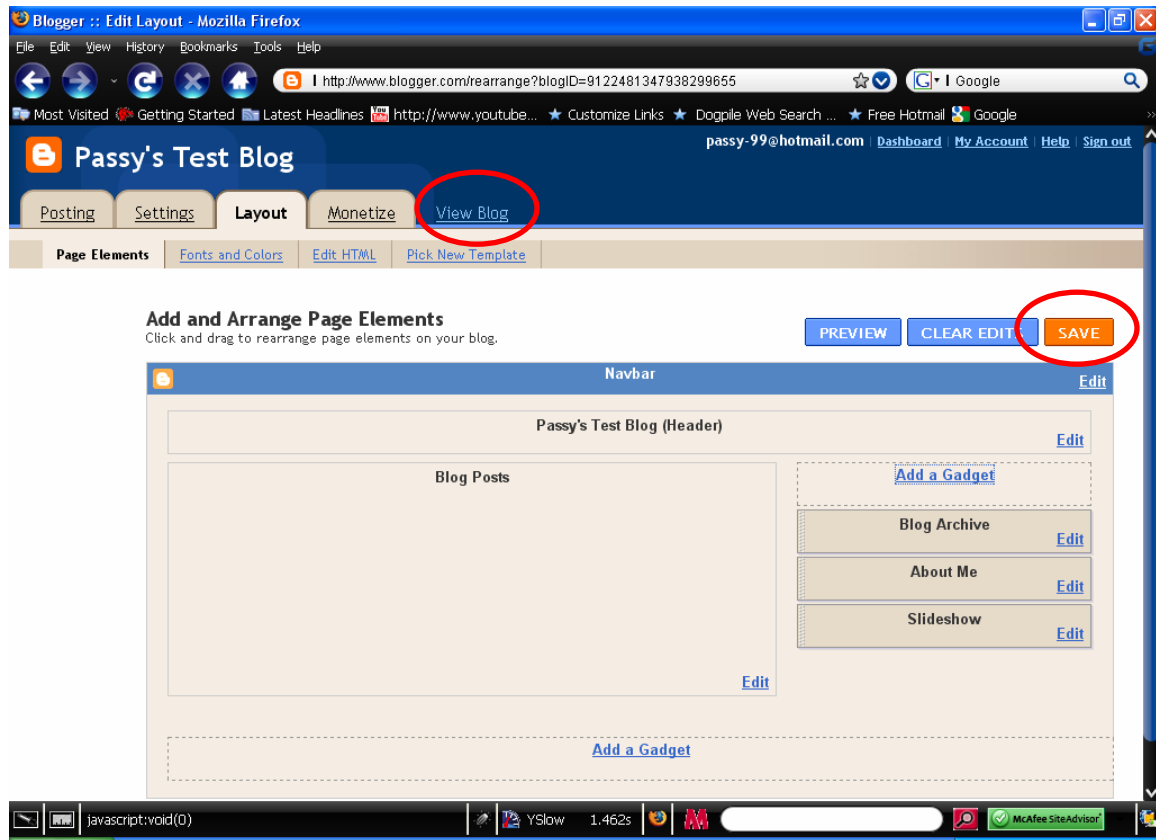 Blogger :: Edit Layout - Mozilla Firefox
File Edit View History Bookmarks Tools Help
http://www.blogger.com/rearrange?blogID=9122481347938299655 Google
Most Visited Getting Started Latest Headlines http://www.youtube... Customize Links Dogpile Web Search ... Free Hotmail Google
passy-99@hotmail.com | Dashboard | My Account | Help | Sign out
Passy's Test Blog
Posting Settings Layout Monetize View Blog
Page Elements Fonts and Colors Edit HTML Pick New Template
Add and Arrange Page Elements
Click and drag to rearrange page elements on your blog.
PREVIEW CLEAR EDITS SAVE
Navbar
Edit
Passy's Test Blog (Header)
Edit
Blog Posts
Edit
Add a Gadget
Blog Archive
Edit
About Me
Edit
Slideshow
Edit
Add a Gadget
javascript:void(0) YSlow 1.462s McAfee SiteAdvisor